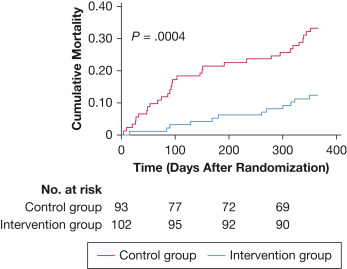 Cumulative Mortality
0.40
0.30
0.20
0.10
0
P = .0004
0 100 200 300 400
Time (Days After Randomization)
No. at risk
Control group 93 77 72 69
Intervention group 102 95 92 90
Control group Intervention group